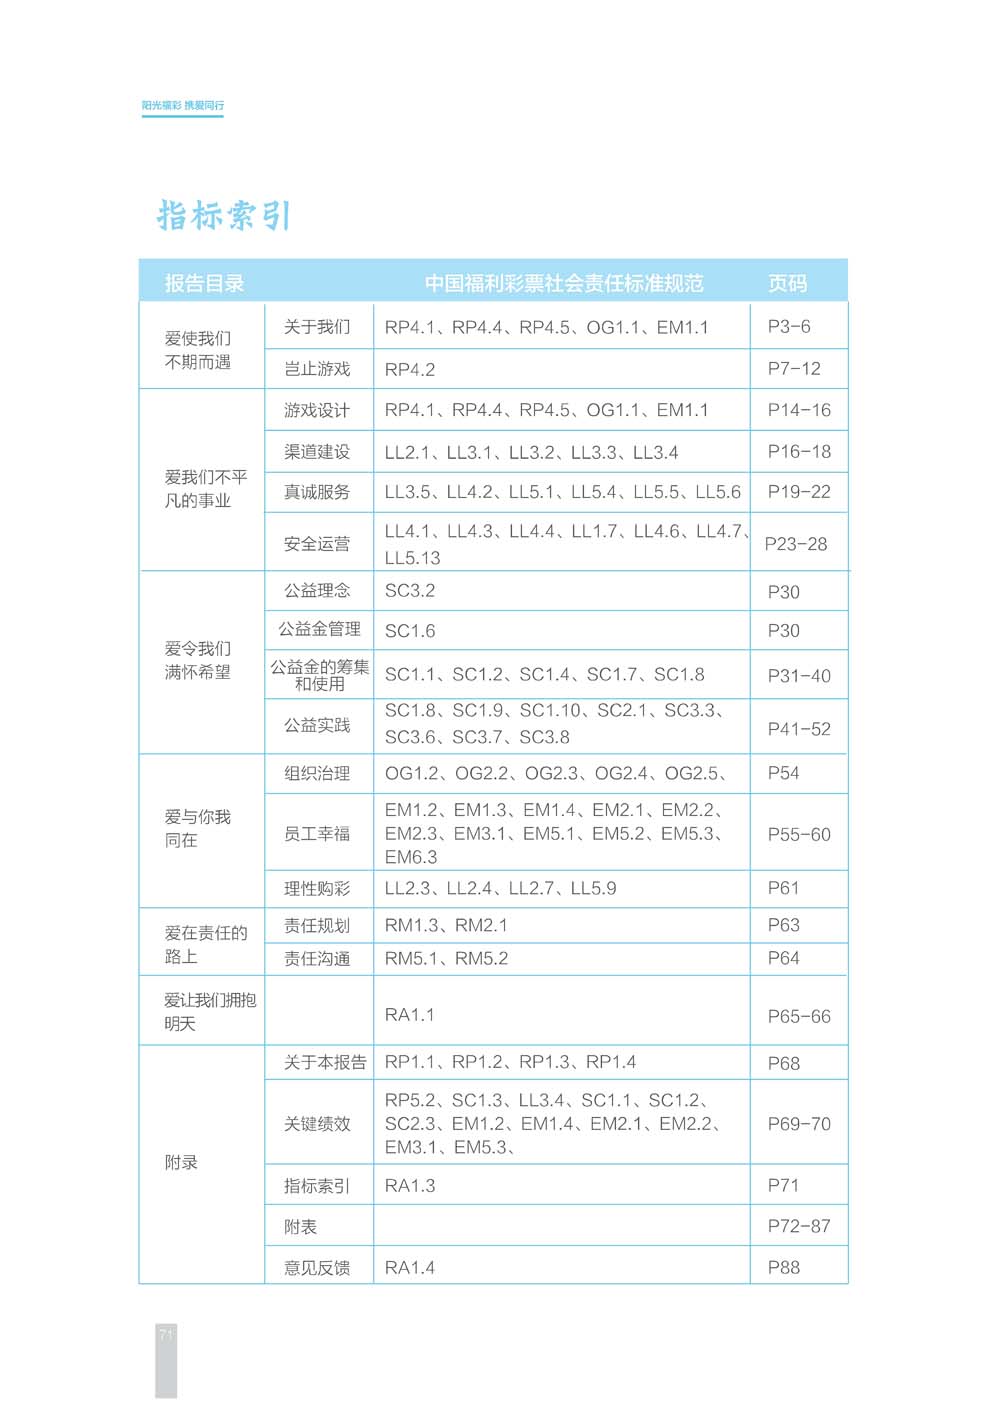 阳光福彩 携爱同行
指标索引
报告目录 中国福利彩票社会责任标准规范 页码
爱使我们
不期而遇
关于我们 RP4.1、RP4.4、RP4.5、OG1.1、EM1.1 P3-6
岂止游戏 RP4.2 P7-12
爱我们不平
凡的事业
游戏设计 RP4.1、RP4.4、RP4.5、OG1.1、EM1.1 P14-16
渠道建设 LL2.1、LL3.1、LL3.2、LL3.3、LL3.4 P16-18
真诚服务 LL3.5、LL4.2、LL5.1、LL5.4、LL5.5、LL5.6 P19-22
安全运营 LL4.1、LL4.3、LL4.4、LL1.7、LL4.6、LL4.7、 P23-28
LL5.13
爱令我们
满怀希望
公益理念 SC3.2 P30
公益金管理 SC1.6 P30
公益金的筹集 SC1.1、SC1.2、SC1.4、SC1.7、SC1.8 P31-40
和使用
公益实践 SC1.8、SC1.9、SC1.10、SC2.1、SC3.3、 P41-52
SC3.6、SC3.7、SC3.8
爱与你我
同在
组织治理 OG1.2、OG2.2、OG2.3、OG2.4、OG2.5、 P54
员工幸福 EM1.2、EM1.3、EM1.4、EM2.1、EM2.2、 P55-60
EM2.3、EM3.1、EM5.1、EM5.2、EM5.3、
EM6.3
理性购彩 LL2.3、LL2.4、LL2.7、LL5.9 P61
爱在责任的
路上
责任规划 RM1.3、RM2.1 P63
责任沟通 RM5.1、RM5.2 P64
爱让我们拥抱
明天
RA1.1 P65-66
附录
关于本报告 RP1.1、RP1.2、RP1.3、RP1.4 P68
关键绩效 RP5.2、SC1.3、LL3.4、SC1.1、SC1.2、 P69-70
SC2.3、EM1.2、EM1.4、EM2.1、EM2.2、
EM3.1、EM5.3、
指标索引 RA1.3 P71
附表 P72-87
意见反馈 RA1.4 P88
71